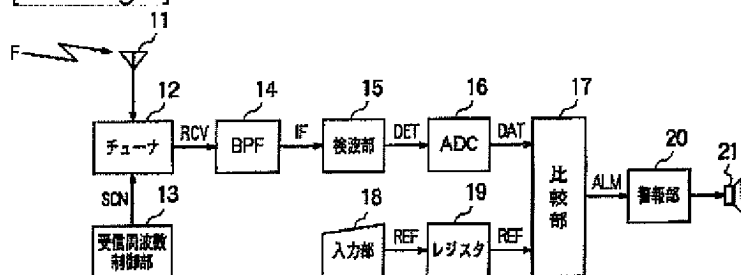 11
F
12
14
15
16
17
チューナ
RCV
BPF
IF
検波部
DET
ADC
DAT
比較部
ALM
20
警報部
21
SCN
13
受信周波数
制御部
18
入力部
REF
19
レジスタ
REF